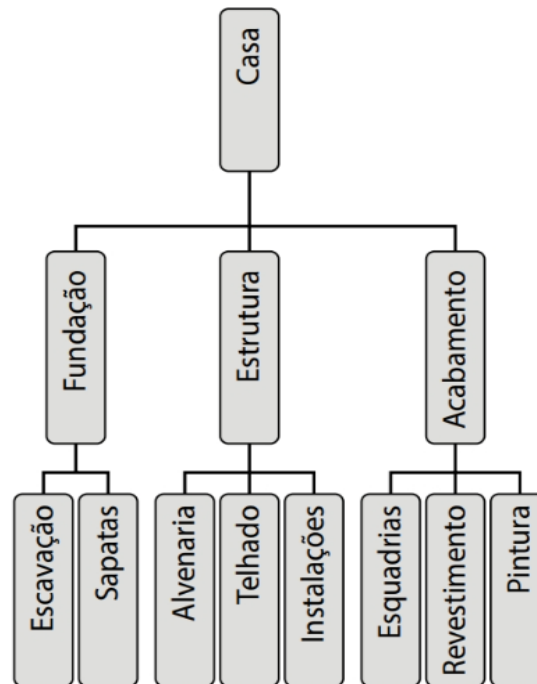 Casa
Fundação
Estrutura
Acabamento
Escavação
Sapatas
Alvenaria
Telhado
Instalações
Esquadrias
Revestimento
Pintura